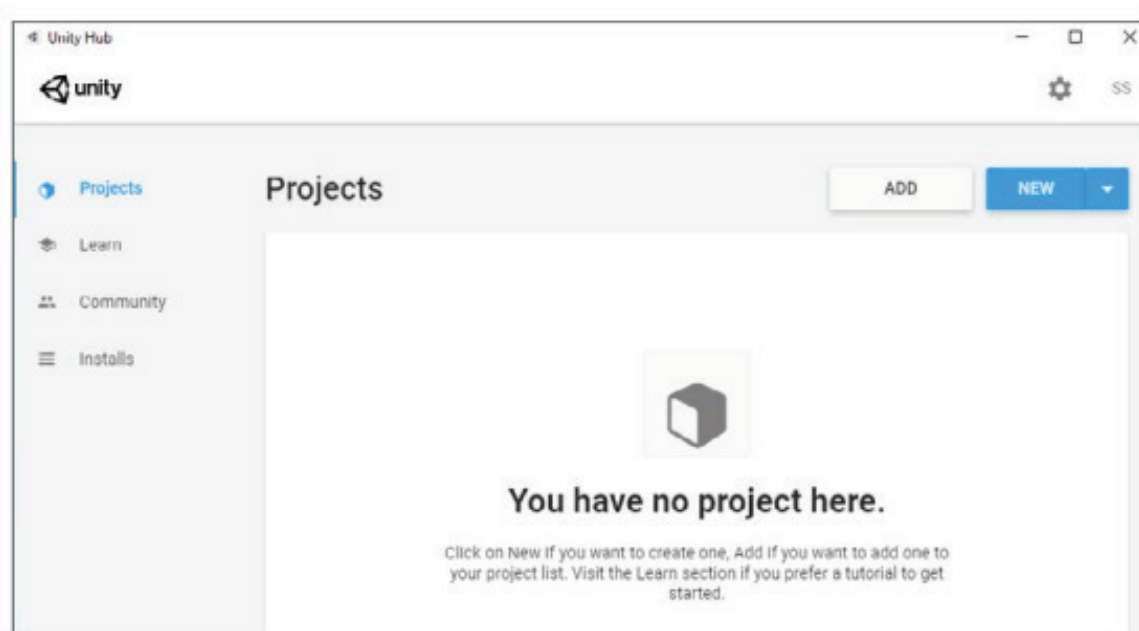 Unity Hub
unity
SS
Projects
Learn
Community
Installs
Projects
ADD
NEW
You have no project here.
Click on New if you want to create one, Add if you want to add one to
your project list. Visit the Learn section if you prefer a tutorial to get
started.